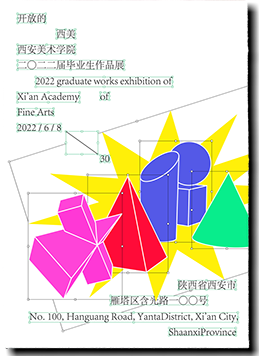 开放的
西美
西安美术学院
二〇二二届毕业生作品展
2022 graduate works exhibition of
Xi'an Academy of
Fine Arts
2022 / 6 / 8
30
陕西省西安市
雁塔区含光路一〇〇号
No. 100, Hanguang Road, YantaDistrict, Xi'an City,
ShaanxiProvince